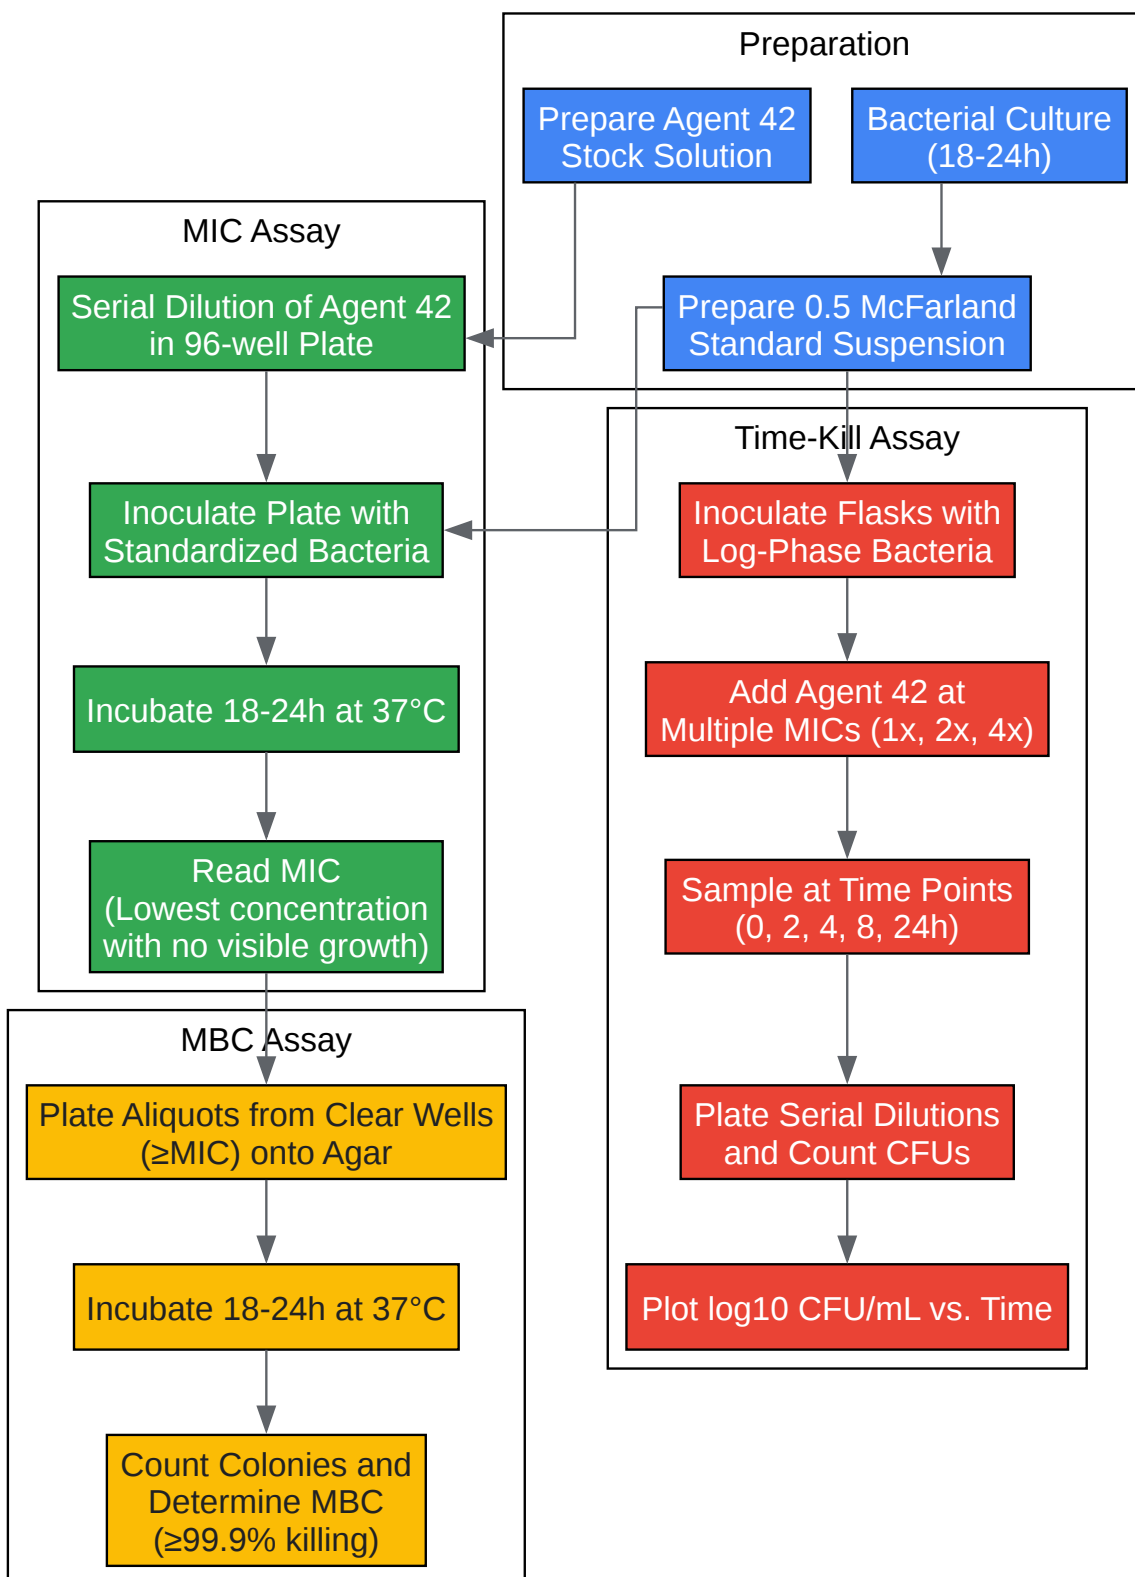 Preparation
Prepare Agent 42
Stock Solution
Bacterial Culture
(18-24h)
Prepare 0.5 McFarland
Standard Suspension
MIC Assay
Serial Dilution of Agent 42
in 96-well Plate
Inoculate Plate with
Standardized Bacteria
Incubate 18-24h at 37°C
Read MIC
(Lowest concentration
with no visible growth)
MBC Assay
Plate Aliquots from Clear Wells
(≥MIC) onto Agar
Incubate 18-24h at 37°C
Count Colonies and
Determine MBC
(≥99.9% killing)
Time-Kill Assay
Inoculate Flasks with
Log-Phase Bacteria
Add Agent 42 at
Multiple MICs (1x, 2x, 4x)
Sample at Time Points
(0, 2, 4, 8, 24h)
Plate Serial Dilutions
and Count CFUs
Plot log10 CFU/mL vs. Time